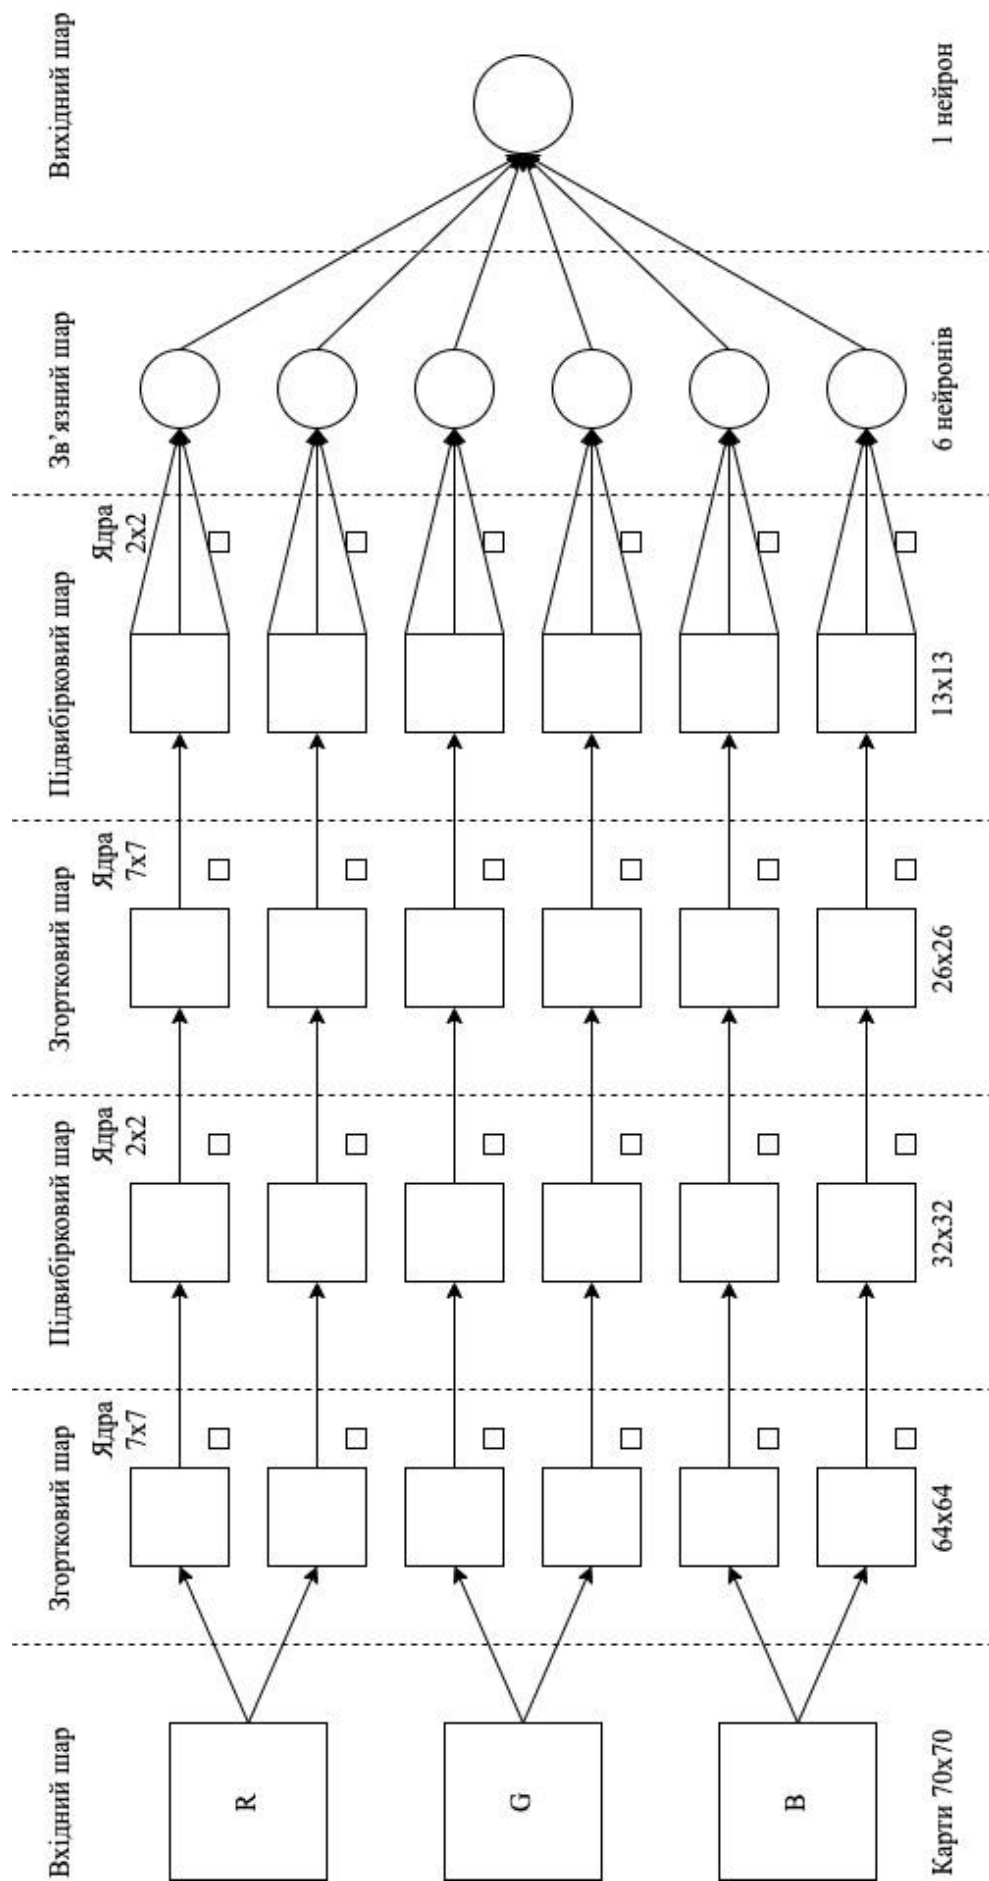 Вхідний шар
Згортковий шар
Підвибірковий шар
Згортковий шар
Підвибірковий шар
Зв’язний шар
Вихідний шар
Ядра
7x7
Ядра
2x2
Ядра
7x7
Ядра
2x2
R
G
B
Карти 70x70
64x64
32x32
26x26
13x13
6 нейронів
1 нейрон